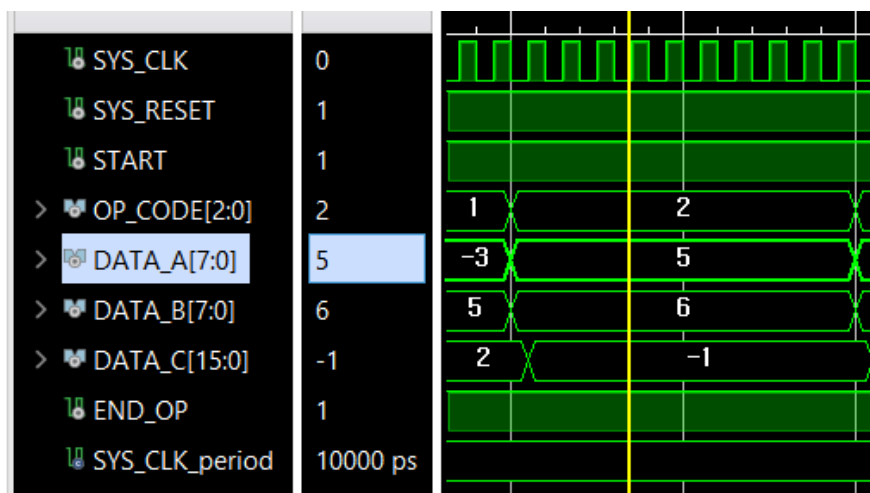 SYS_CLK 0
SYS_RESET 1
START 1
OP_CODE[2:0] 2 1 2
DATA_A[7:0] 5 -3 5
DATA_B[7:0] 6 5 6
DATA_C[15:0] -1 2 -1
END_OP 1
SYS_CLK_period 10000 ps